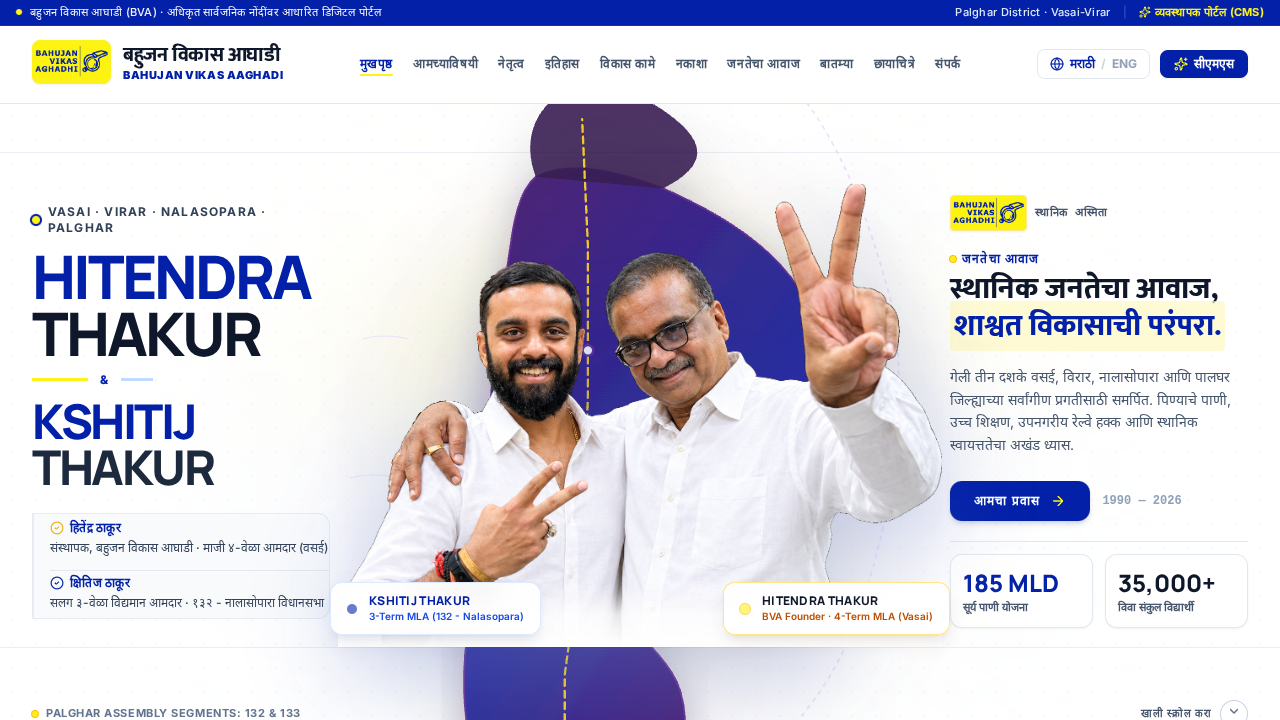 बहुजन विकास आघाडी (BVA) · अधिकृत सार्वजनिक नोंदींवर आधारित डिजिटल पोर्टल
Palghar District · Vasai-Virar
व्यवस्थापक पोर्टल (CMS)
BAHUJAN
VIKAS
AGHADHI
बहुजन विकास आघाडी
BAHUJAN VIKAS AAGHADI
मुखपृष्ठ
आमच्याविषयी
नेतृत्व
इतिहास
विकास कामे
नकाशा
जनतेचा आवाज
बातम्या
छायाचित्रे
संपर्क
मराठी / ENG
सीएमएस
VASAI · VIRAR · NALASOPARA ·
PALGHAR
HITENDRA
THAKUR
&
KSHITIJ
THAKUR
हितेंद्र ठाकूर
संस्थापक, बहुजन विकास आघाडी · माजी ४-वेळा आमदार (वसई)
क्षितिज ठाकूर
सलग ३-वेळा विद्यमान आमदार · १३२ - नालासोपारा विधानसभा
KSHITIJ THAKUR
3-Term MLA (132 - Nalasopara)
HITENDRA THAKUR
BVA Founder · 4-Term MLA (Vasai)
BAHUJAN
VIKAS
AGHADHI
स्थानिक अस्मिता
जनतेचा आवाज
स्थानिक जनतेचा आवाज,
शाश्वत विकासाची परंपरा.
गेली तीन दशके वसई, विरार, नालासोपारा आणि पालघर
जिल्ह्याच्या सर्वांगीण प्रगतीसाठी समर्पित. पिण्याचे पाणी,
उच्च शिक्षण, उपनगरीय रेल्वे हक्क आणि स्थानिक
स्वायत्ततेचा अखंड ध्यास.
आमचा प्रवास →
1990 — 2026
185 MLD
सूर्य पाणी योजना
35,000+
विवा संकुल विद्यार्थी
PALGHAR ASSEMBLY SEGMENTS: 132 & 133
खाली स्क्रोल करा